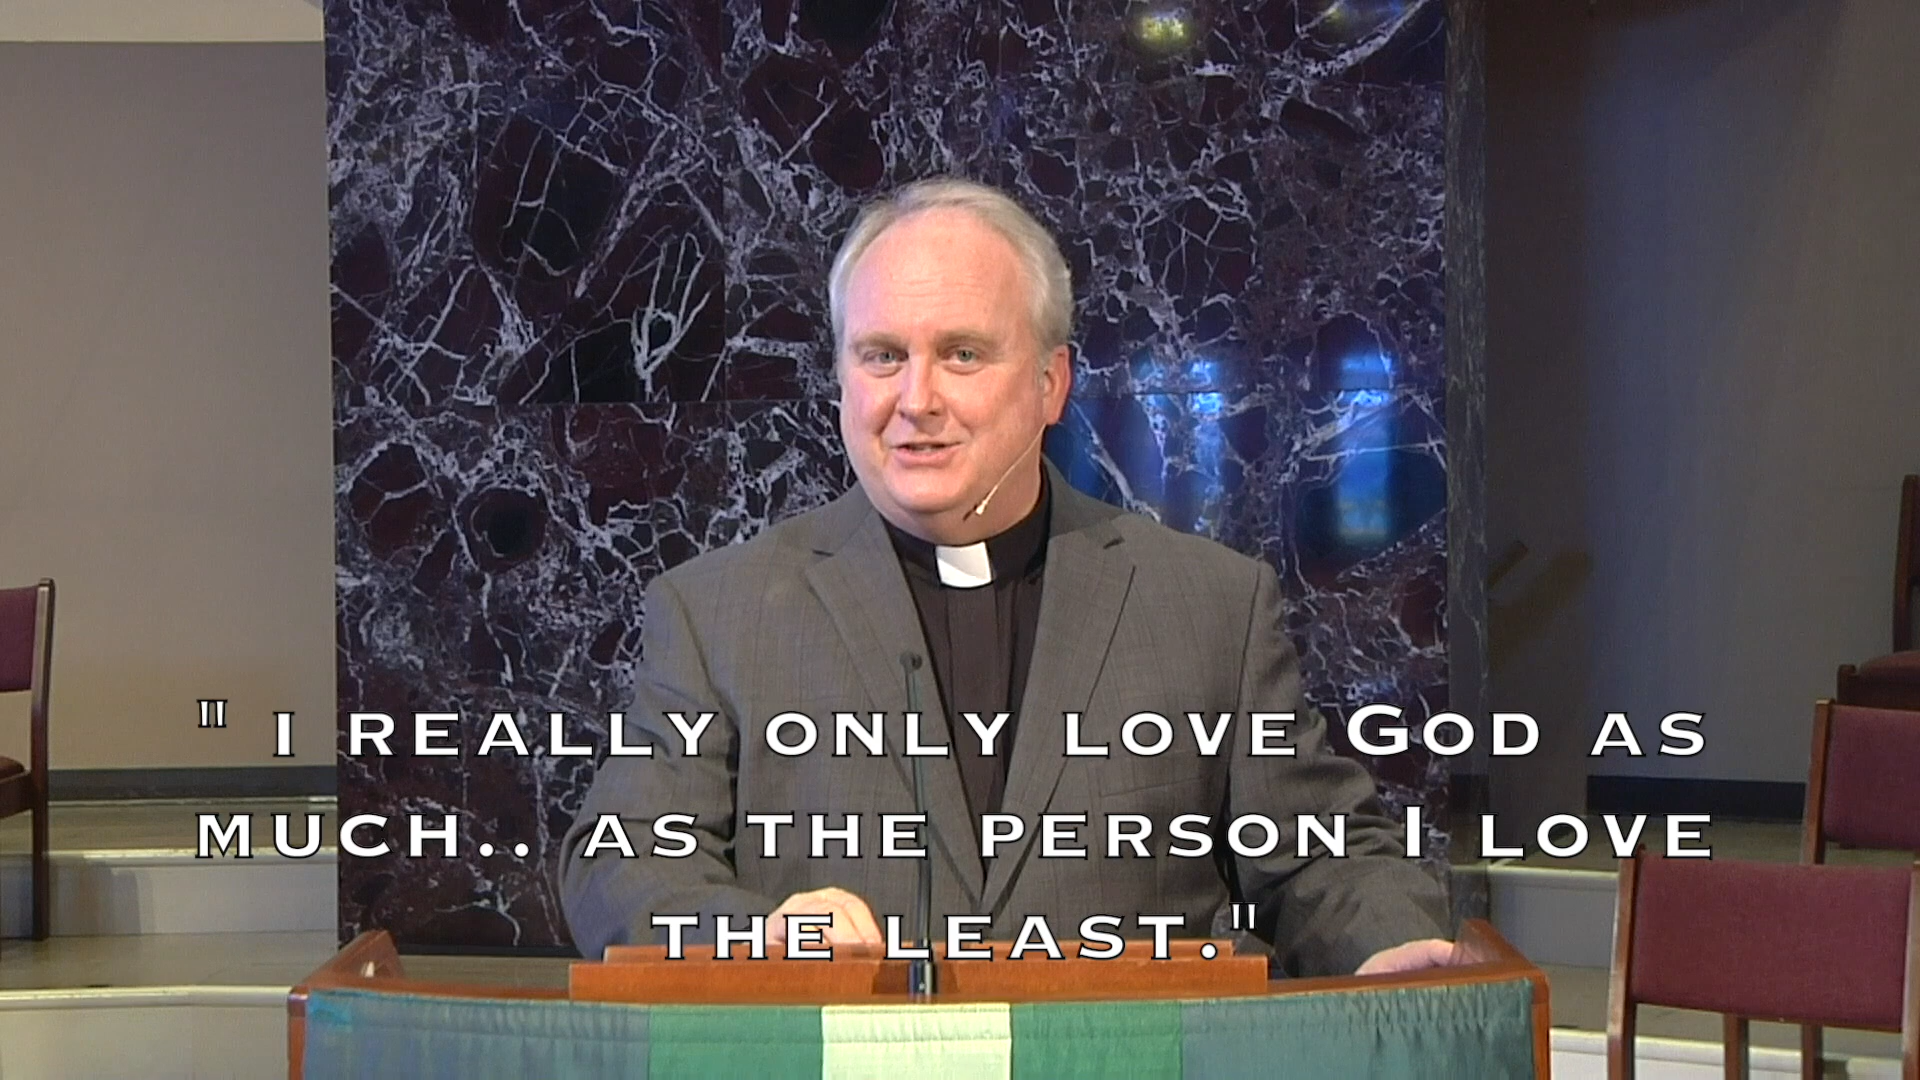 " I REALLY ONLY LOVE GOD AS
MUCH.. AS THE PERSON I LOVE
THE LEAST."